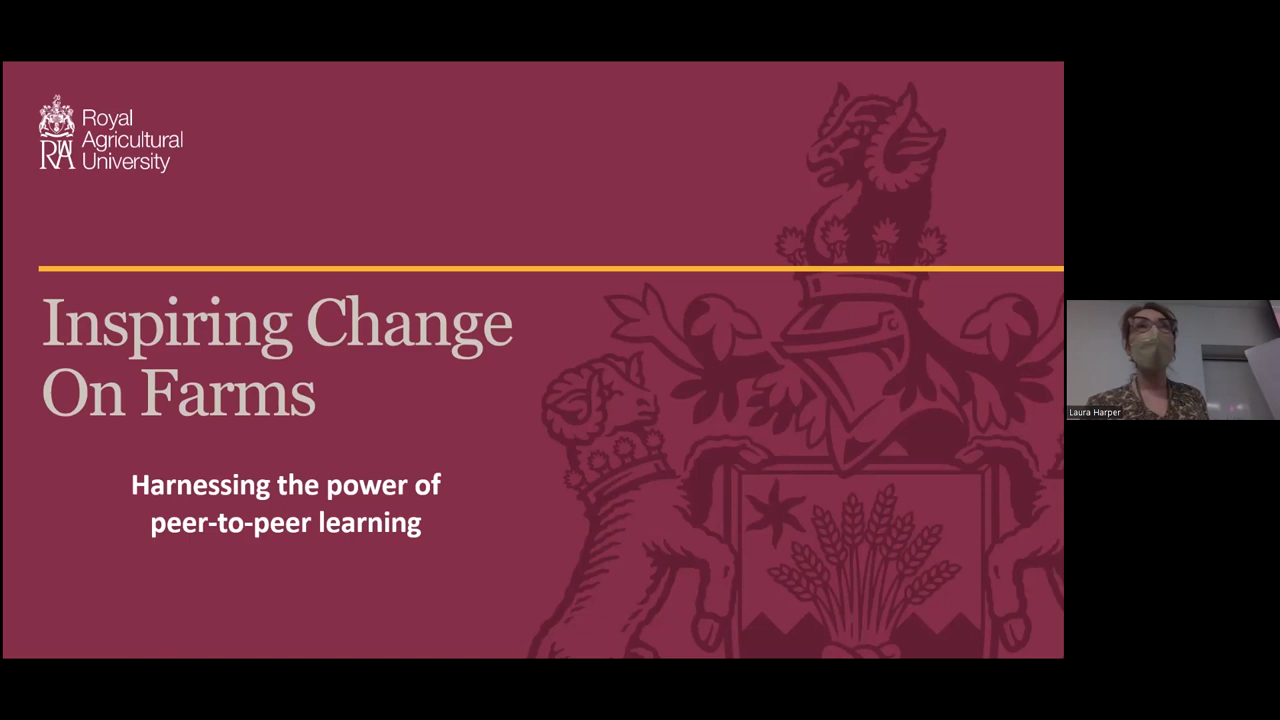 Royal
Agricultural
University
RAU
Inspiring Change
On Farms
Harnessing the power of
peer-to-peer learning
Laura Harper